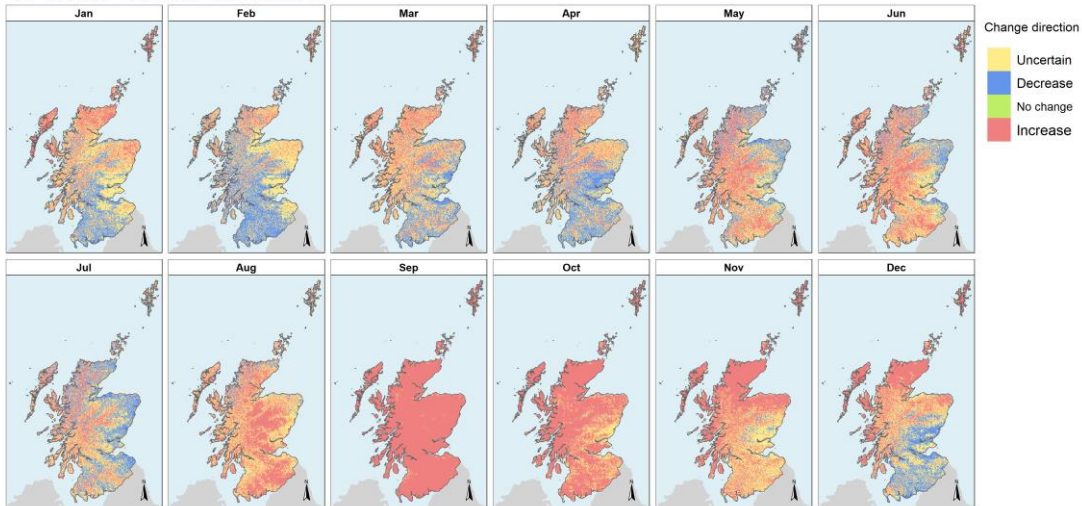 Jan
Feb
Mar
Apr
May
Jun
Change direction
Uncertain
Decrease
No change
Increase
Jul
Aug
Sep
Oct
Nov
Dec